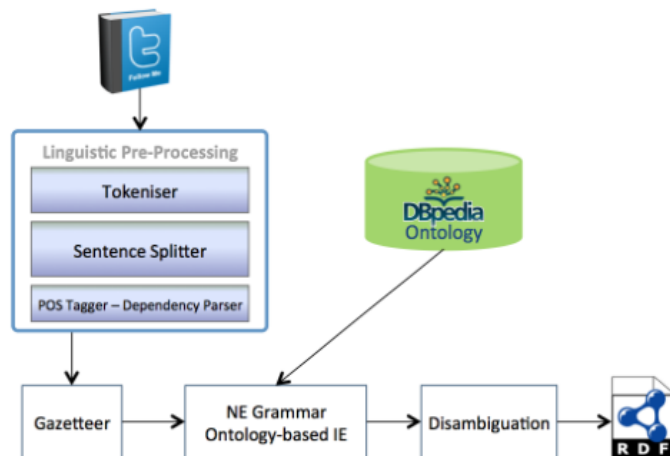 Follow Me
Linguistic Pre-Processing
Tokeniser
Sentence Splitter
POS Tagger – Dependency Parser
DBpedia
Ontology
Gazetteer
NE Grammar
Ontology-based IE
Disambiguation
RDF